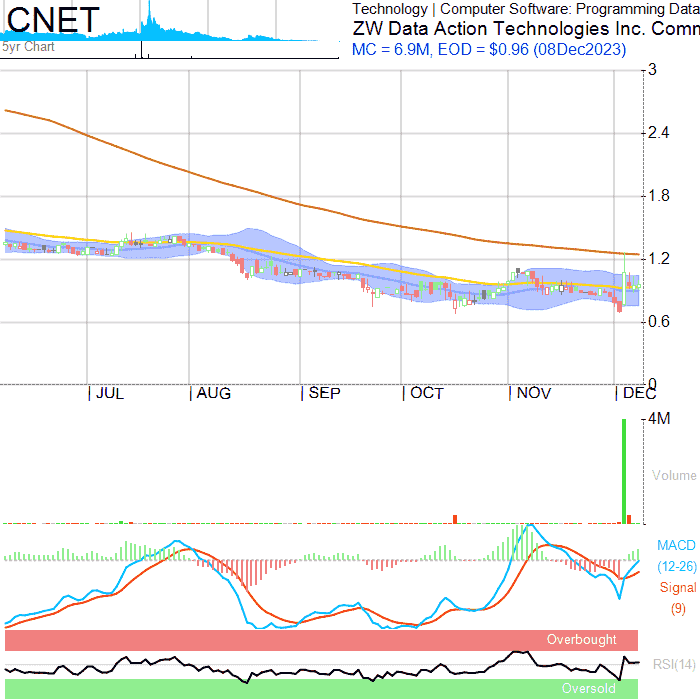 CNET
5yr Chart
Technology | Computer Software: Programming Data
ZW Data Action Technologies Inc. Comm
MC = 6.9M, EOD = $0.96 (08Dec2023)
3
2.4
1.8
1.2
0.6
0
JUL AUG SEP OCT NOV DEC
4M
Volume
MACD
(12-26)
Signal
(9)
Overbought
RSI(14)
Oversold